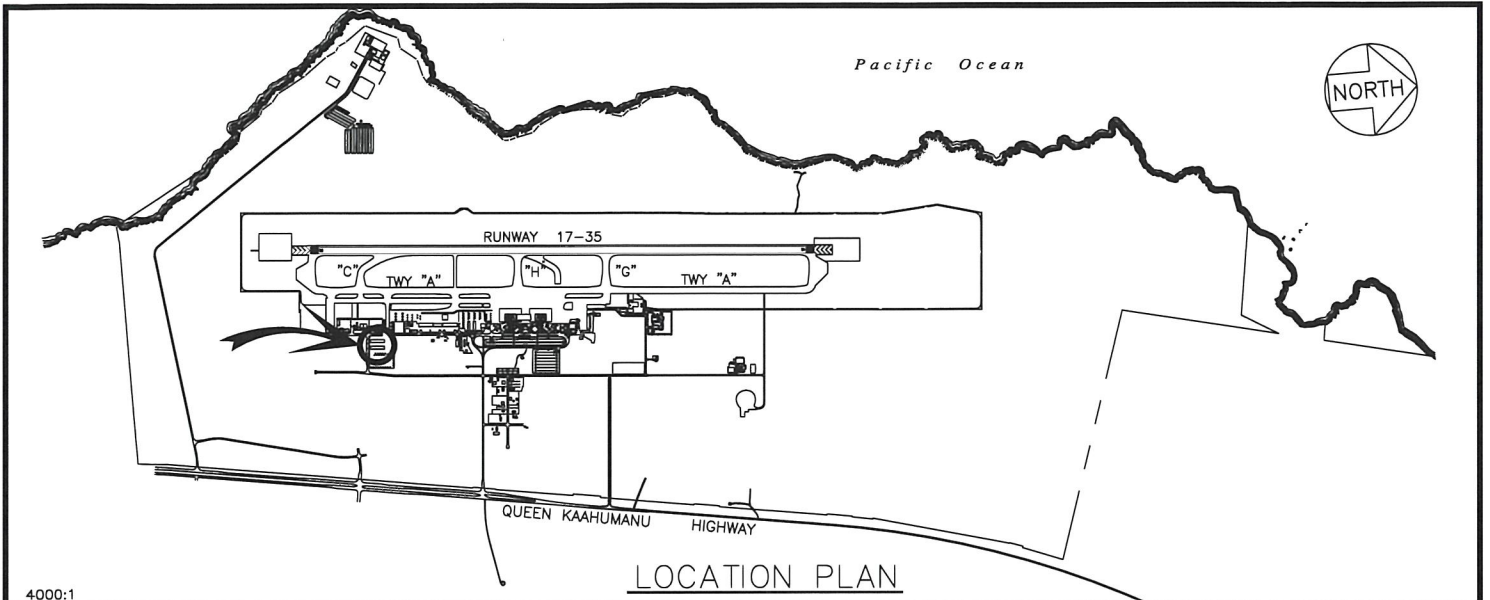 Pacific Ocean
NORTH
RUNWAY 17-35
"C"
TWY "A"
"H"
"G"
TWY "A"
QUEEN KAAHUMANU HIGHWAY
LOCATION PLAN
4000:1